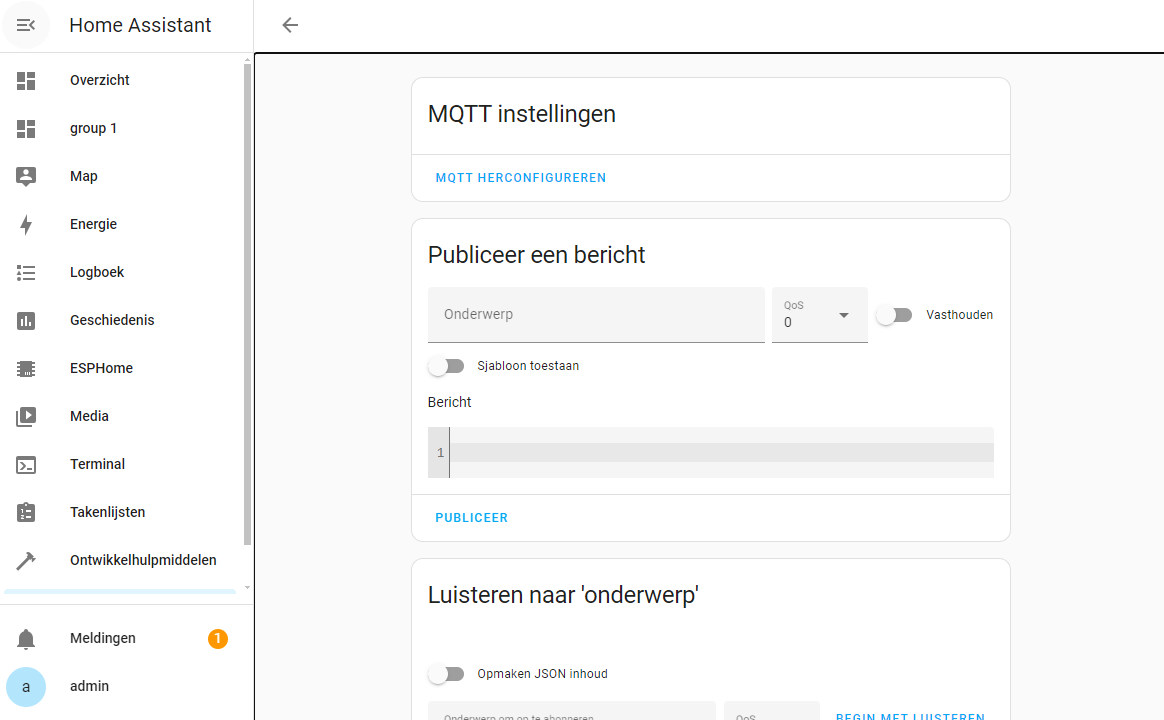 Home Assistant
Overzicht
group 1
Map
Energie
Logboek
Geschiedenis
ESPHome
Media
Terminal
Takenlijsten
Ontwikkelhulpmiddelen
Meldingen
1
a
admin
MQTT instellingen
MQTT HERCONFIGUREREN
Publiceer een bericht
Onderwerp
QoS
0
Vasthouden
Sjabloon toestaan
Bericht
1
PUBLICEER
Luisteren naar 'onderwerp'
Opmaken JSON inhoud
Onderwerp om op te abonneren
QoS
BEGIN MET LUISTEREN